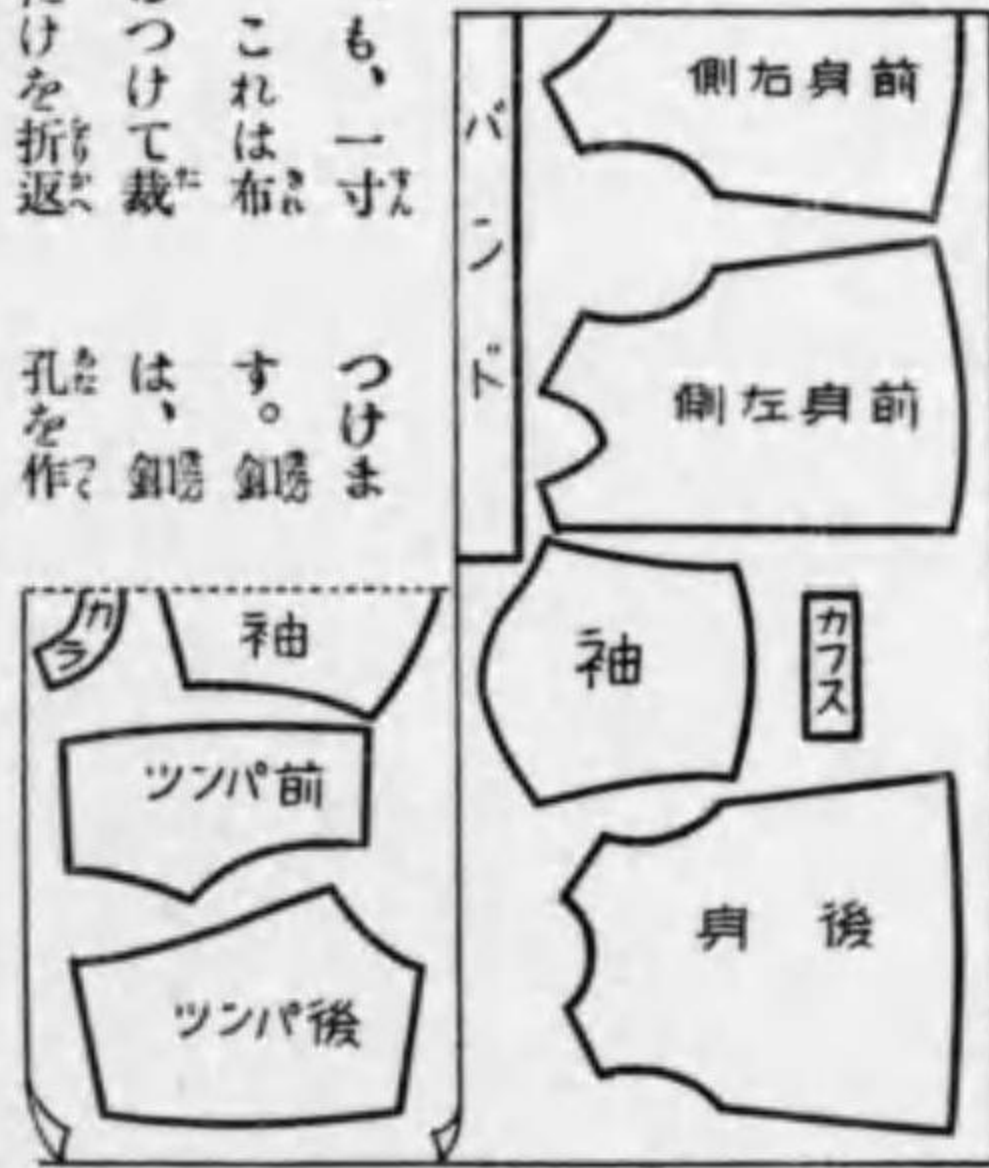 側右身前
バンド
側左身前
袖
カフス
身 後
も、一寸
これは布
つけて裁
けを折返
つけま
す。釦
は、釦
孔を作
カラ
袖
ツンパ前
ツンパ後